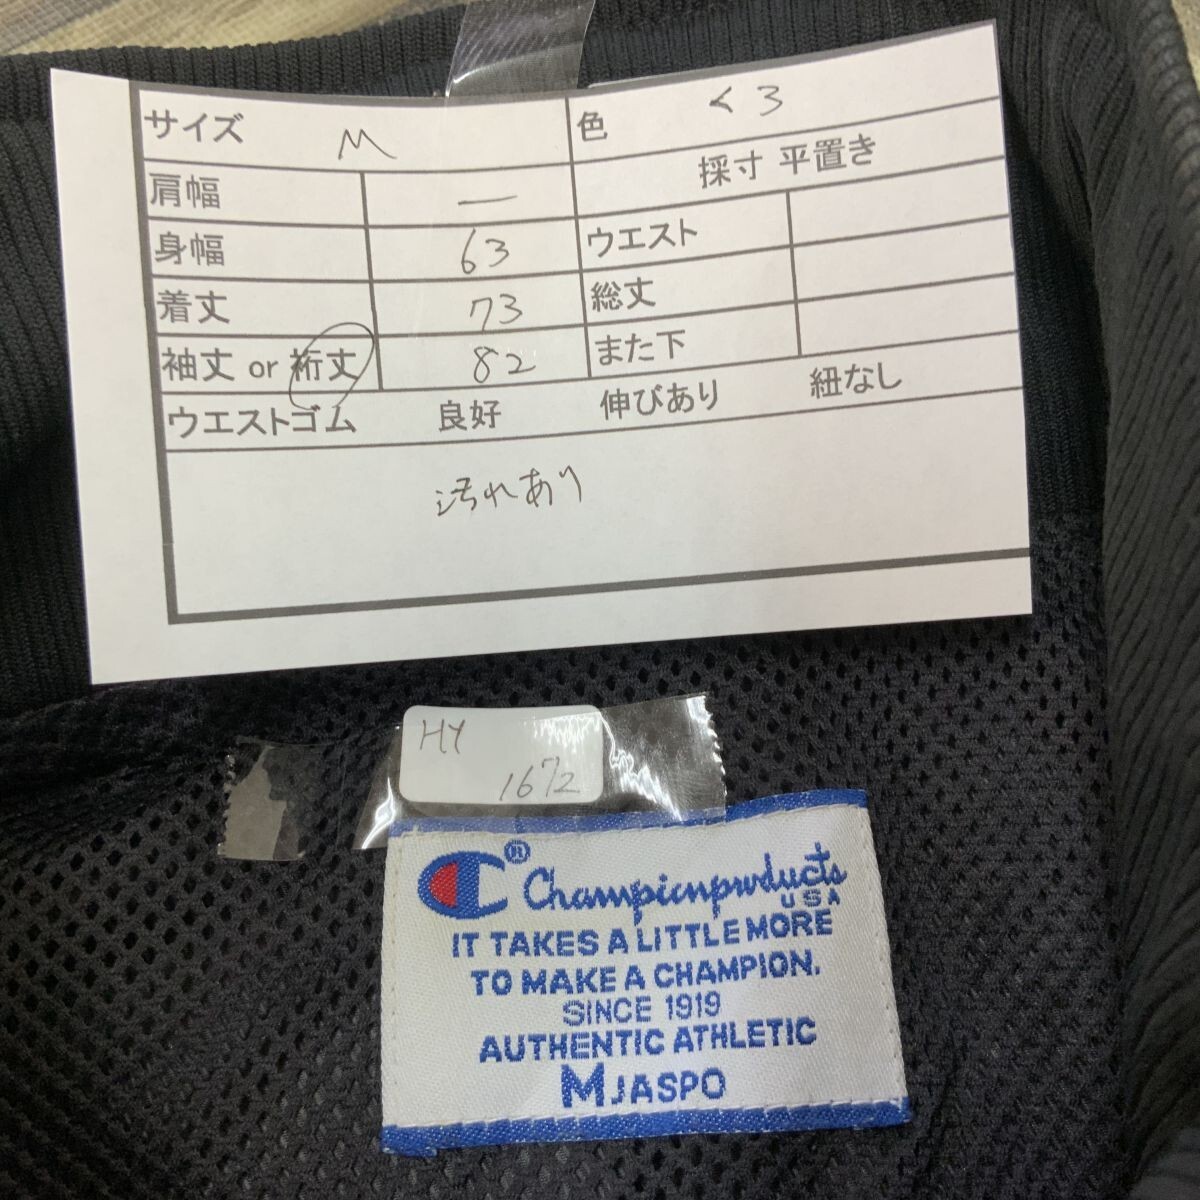 サイズ M 色 くろ
採寸 平置き
肩幅 —
身幅 63 ウエスト
着丈 73 総丈
袖丈 or 裄丈 82 また下
ウエストゴム 良好 伸びあり 紐なし
汚れあり
HY
1672
® Championproducts
USA
IT TAKES A LITTLE MORE
TO MAKE A CHAMPION.
SINCE 1919
AUTHENTIC ATHLETIC
M JASPO